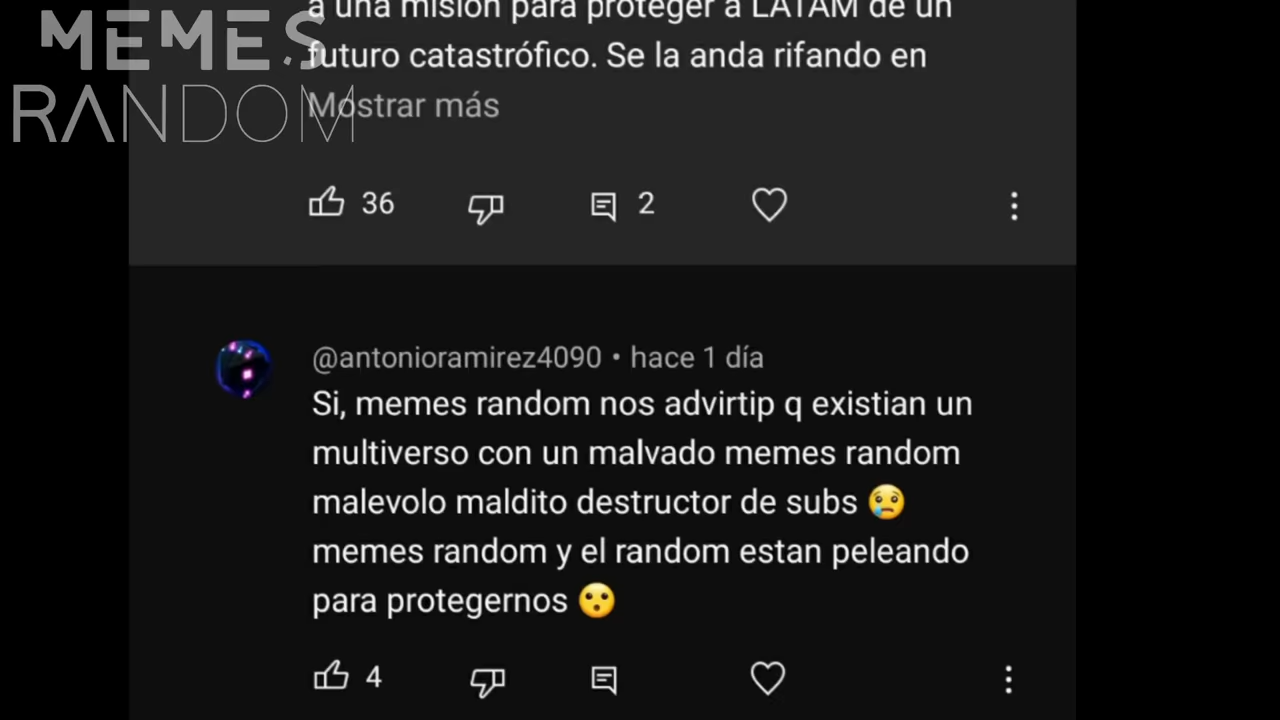 MEMES
RANDOM
a una misión para proteger a LATAM de un
futuro catastrófico. Se la anda rifando en
Mostrar más
36
2
@antonioramirez4090 • hace 1 día
Si, memes random nos advirtip q existian un
multiverso con un malvado memes random
malevolo maldito destructor de subs 😢
memes random y el random estan peleando
para protegernos 😯
4